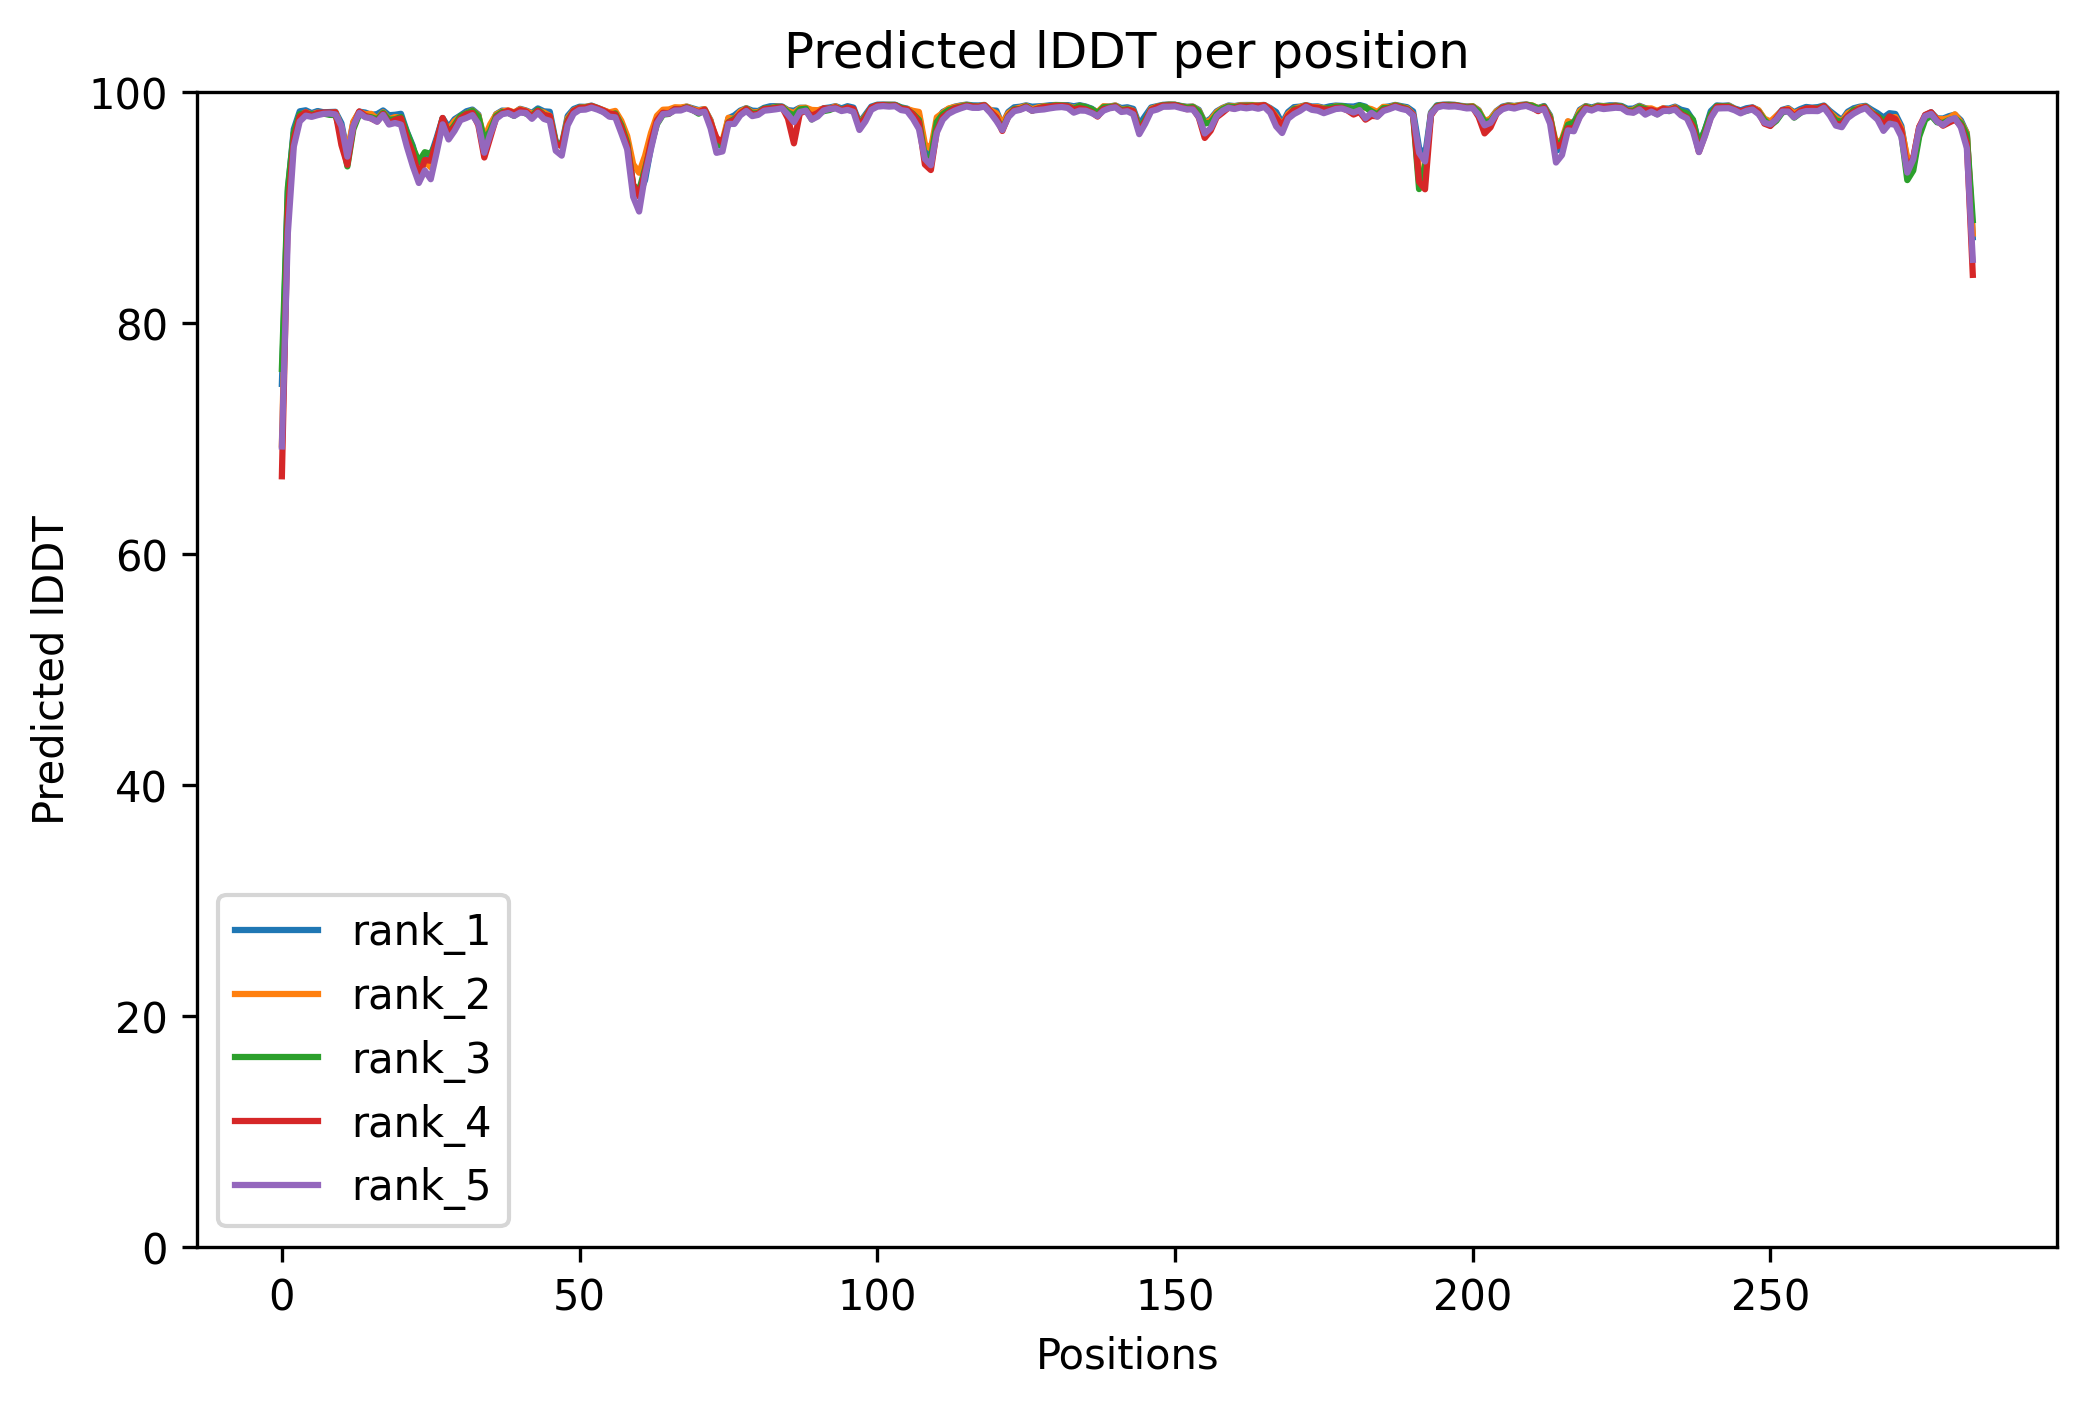 Predicted lDDT per position
100
80
60
40
20
0
Predicted lDDT
rank_1
rank_2
rank_3
rank_4
rank_5
0 50 100 150 200 250
Positions